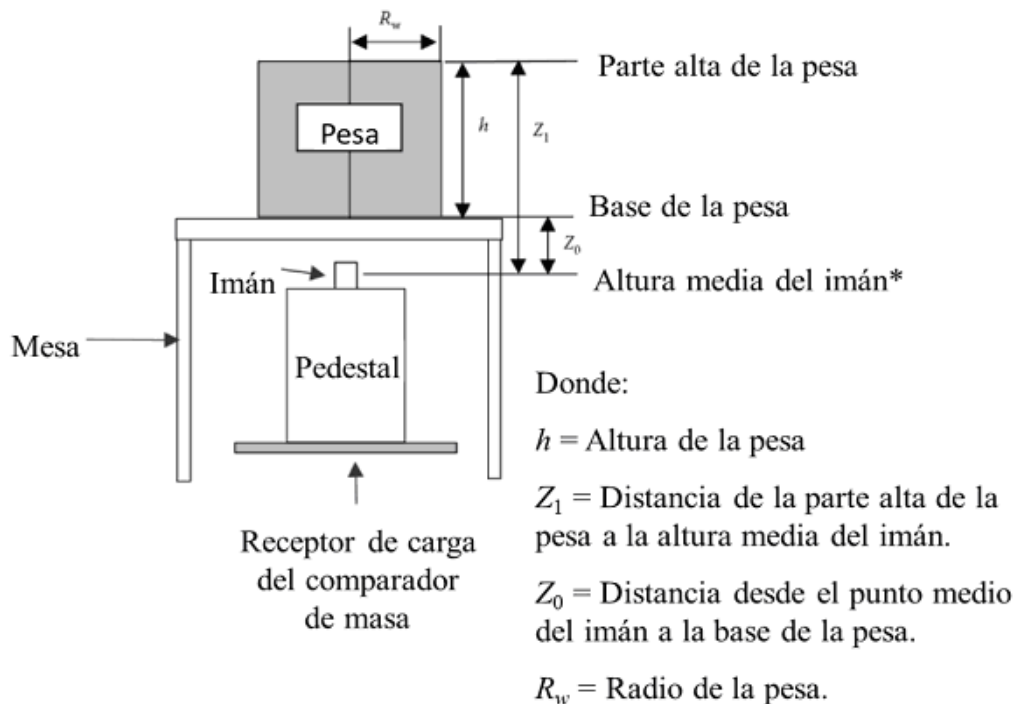 R_w
Parte alta de la pesa
Pesa
h
Z_1
Base de la pesa
Z_0
Imán
Altura media del imán*
Mesa
Pedestal
Donde:
h = Altura de la pesa
Z_1 = Distancia de la parte alta de la
pesa a la altura media del imán.
Receptor de carga
del comparador
de masa
Z_0 = Distancia desde el punto medio
del imán a la base de la pesa.
R_w = Radio de la pesa.